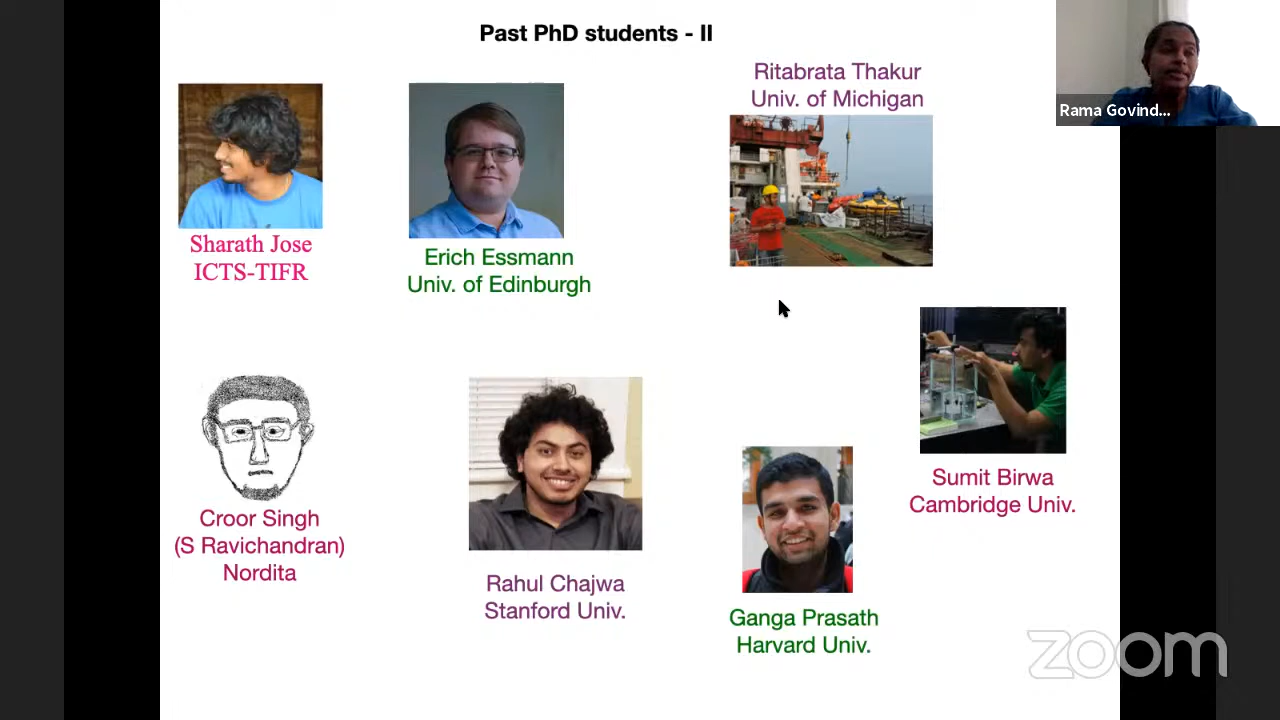 Past PhD students - II
Ritabrata Thakur
Univ. of Michigan
Rama Govind...
Sharath Jose
ICTS-TIFR
Erich Essmann
Univ. of Edinburgh
Sumit Birwa
Cambridge Univ.
Croor Singh
(S Ravichandran)
Nordita
Rahul Chajwa
Stanford Univ.
Ganga Prasath
Harvard Univ.
zoom